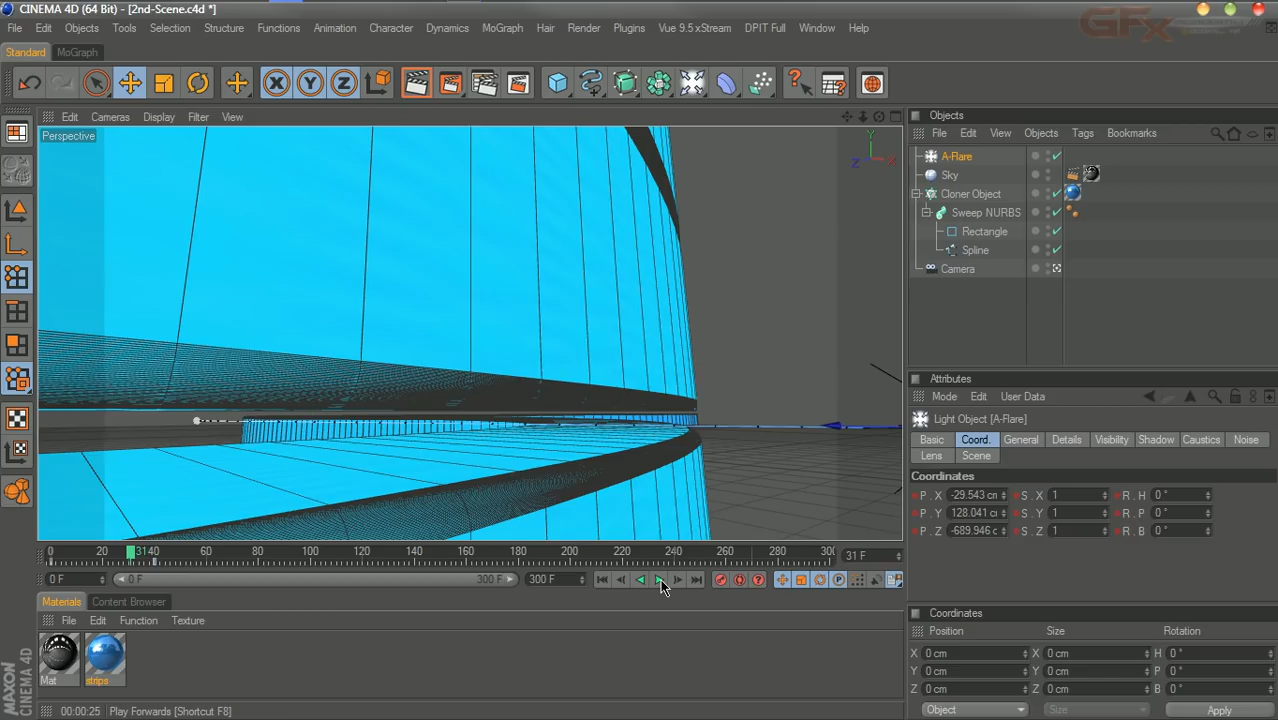 CINEMA 4D (64 Bit) - [2nd-Scene.c4d *]
File Edit Objects Tools Selection Structure Functions Animation Character Dynamics MoGraph Hair Render Plugins Vue 9.5xStream DPIT Full Window Help
GFx
Standard MoGraph
X Y Z
Edit Cameras Display Filter View
Perspective
Y
Z X
Objects
File Edit View Objects Tags Bookmarks
A-Flare
Sky
Cloner Object
Sweep NURBS
Rectangle
Spline
Camera
Attributes
Mode Edit User Data
Light Object [A-Flare]
Basic Coord. General Details Visibility Shadow Caustics Noise
Lens Scene
Coordinates
P . X -29.543 cm S . X 1 R . H 0 °
P . Y 128.041 cm S . Y 1 R . P 0 °
P . Z -689.946 c S . Z 1 R . B 0 °
0 20 3140 60 80 100 120 140 160 180 200 220 240 260 280 300 31 F
0 F 0 F 300 F 300 F
Materials Content Browser
File Edit Function Texture
Mat strips
MAXON CINEMA 4D
00:00:25 Play Forwards [Shortcut F8]
Coordinates
Position Size Rotation
X 0 cm X 0 cm H 0 °
Y 0 cm Y 0 cm P 0 °
Z 0 cm Z 0 cm B 0 °
Object Size Apply